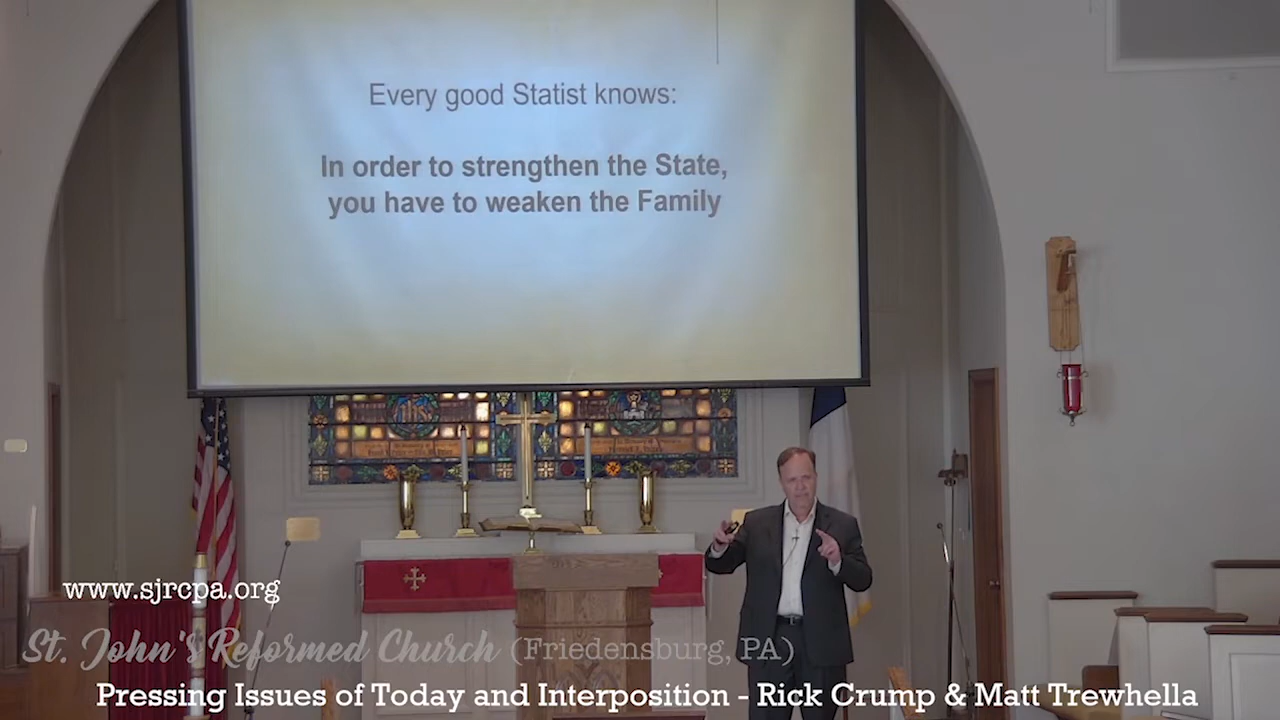 Every good Statist knows:
In order to strengthen the State,
you have to weaken the Family
www.sjrcpa.org
St. John's Reformed Church (Friedensburg, PA)
Pressing Issues of Today and Interposition - Rick Crump & Matt Trewhella